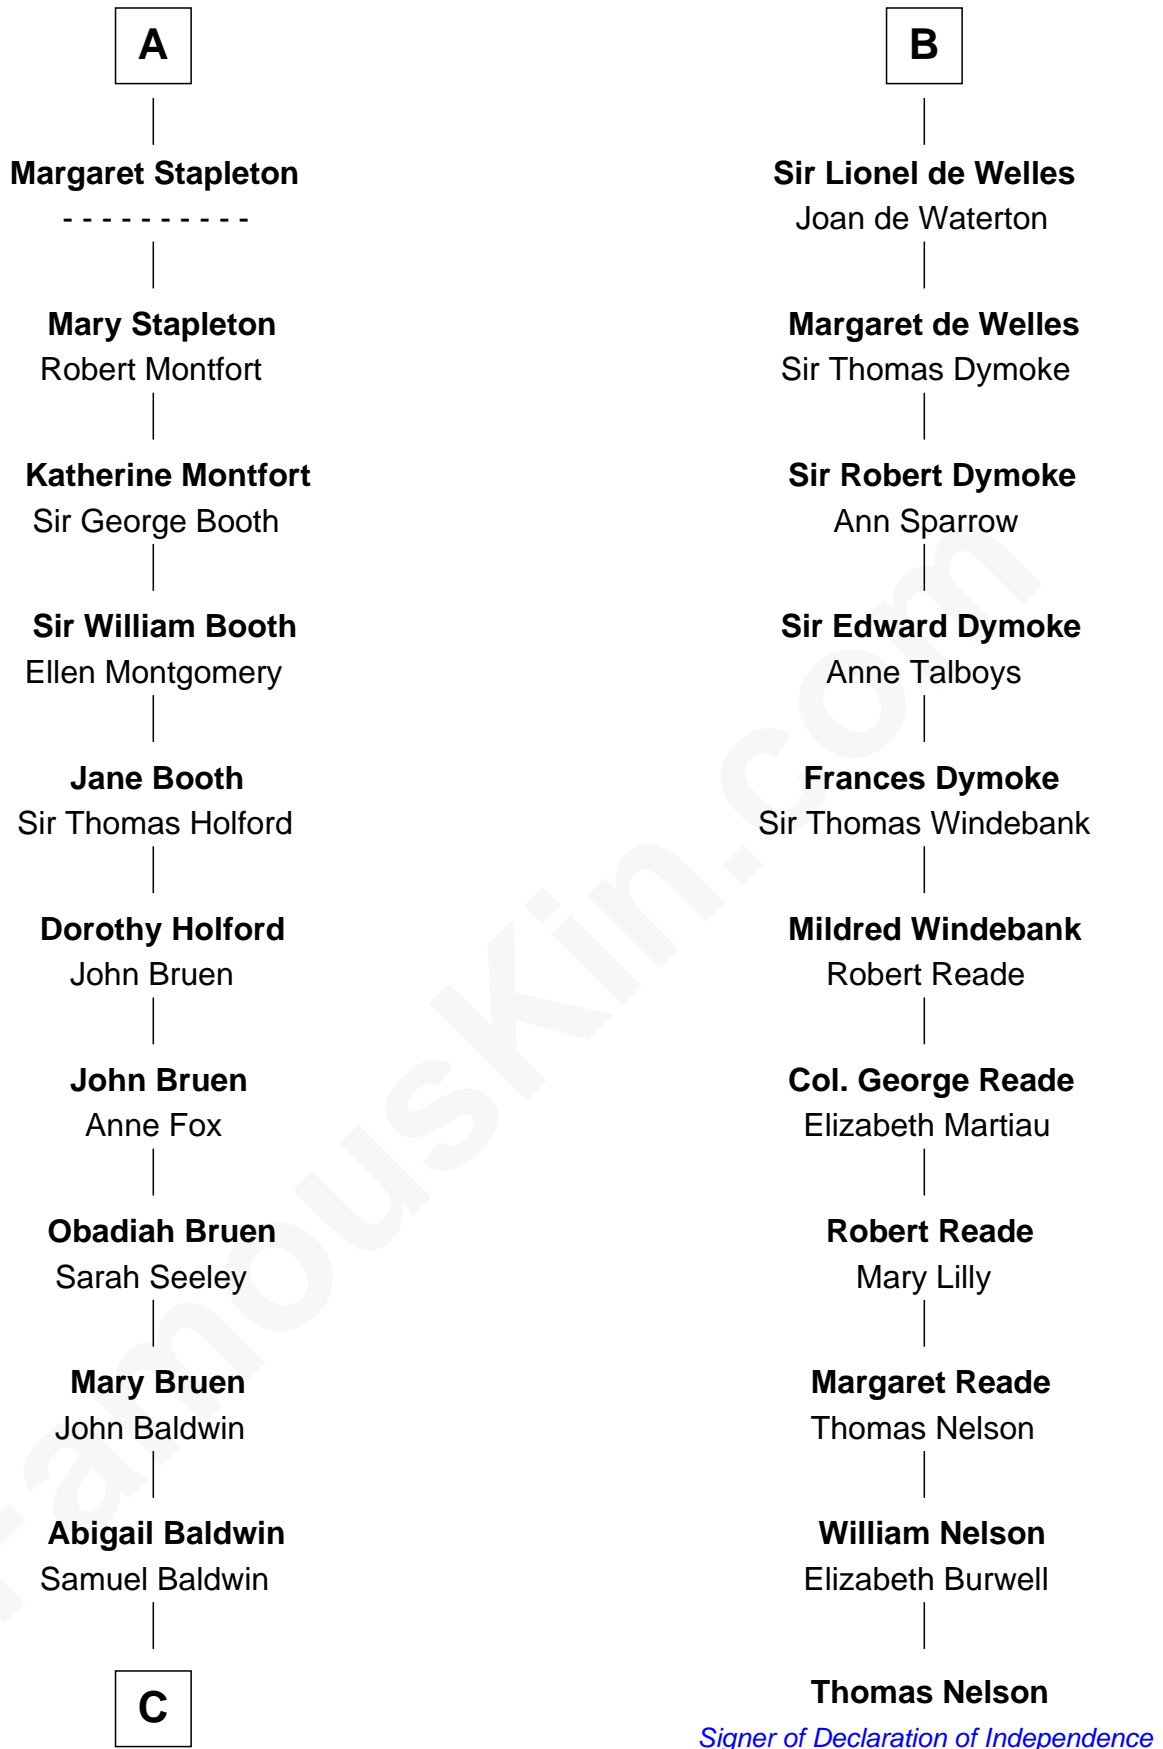 A
Margaret Stapleton
- - - - - - - - - -
Mary Stapleton
Robert Montfort
Katherine Montfort
Sir George Booth
Sir William Booth
Ellen Montgomery
Jane Booth
Sir Thomas Holford
Dorothy Holford
John Bruen
John Bruen
Anne Fox
Obadiah Bruen
Sarah Seeley
Mary Bruen
John Baldwin
Abigail Baldwin
Samuel Baldwin
C
B
Sir Lionel de Welles
Joan de Waterton
Margaret de Welles
Sir Thomas Dymoke
Sir Robert Dymoke
Ann Sparrow
Sir Edward Dymoke
Anne Talboys
Frances Dymoke
Sir Thomas Windebank
Mildred Windebank
Robert Reade
Col. George Reade
Elizabeth Martiau
Robert Reade
Mary Lilly
Margaret Reade
Thomas Nelson
William Nelson
Elizabeth Burwell
Thomas Nelson
Signer of Declaration of Independence
FamousKin.com